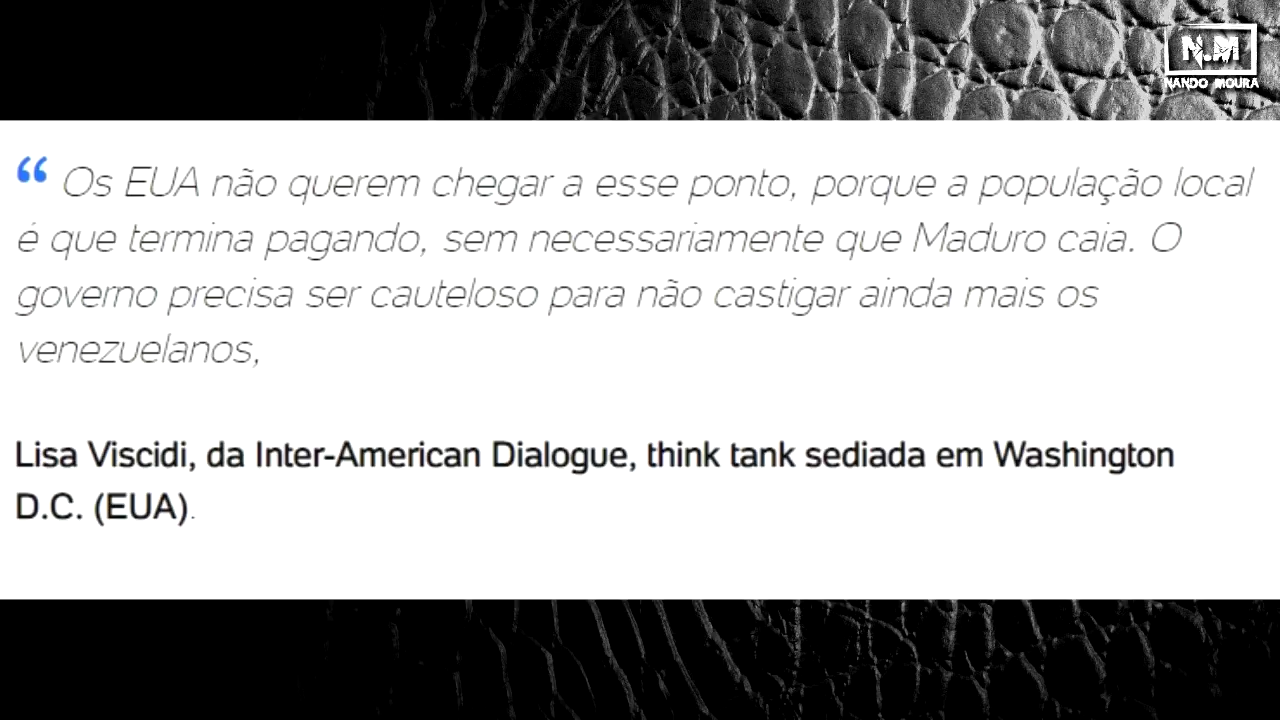 N.M
NANDO MOURA
“ Os EUA não querem chegar a esse ponto, porque a população local
é que termina pagando, sem necessariamente que Maduro caia. O
governo precisa ser cauteloso para não castigar ainda mais os
venezuelanos,
Lisa Viscidi, da Inter-American Dialogue, think tank sediada em Washington
D.C. (EUA).